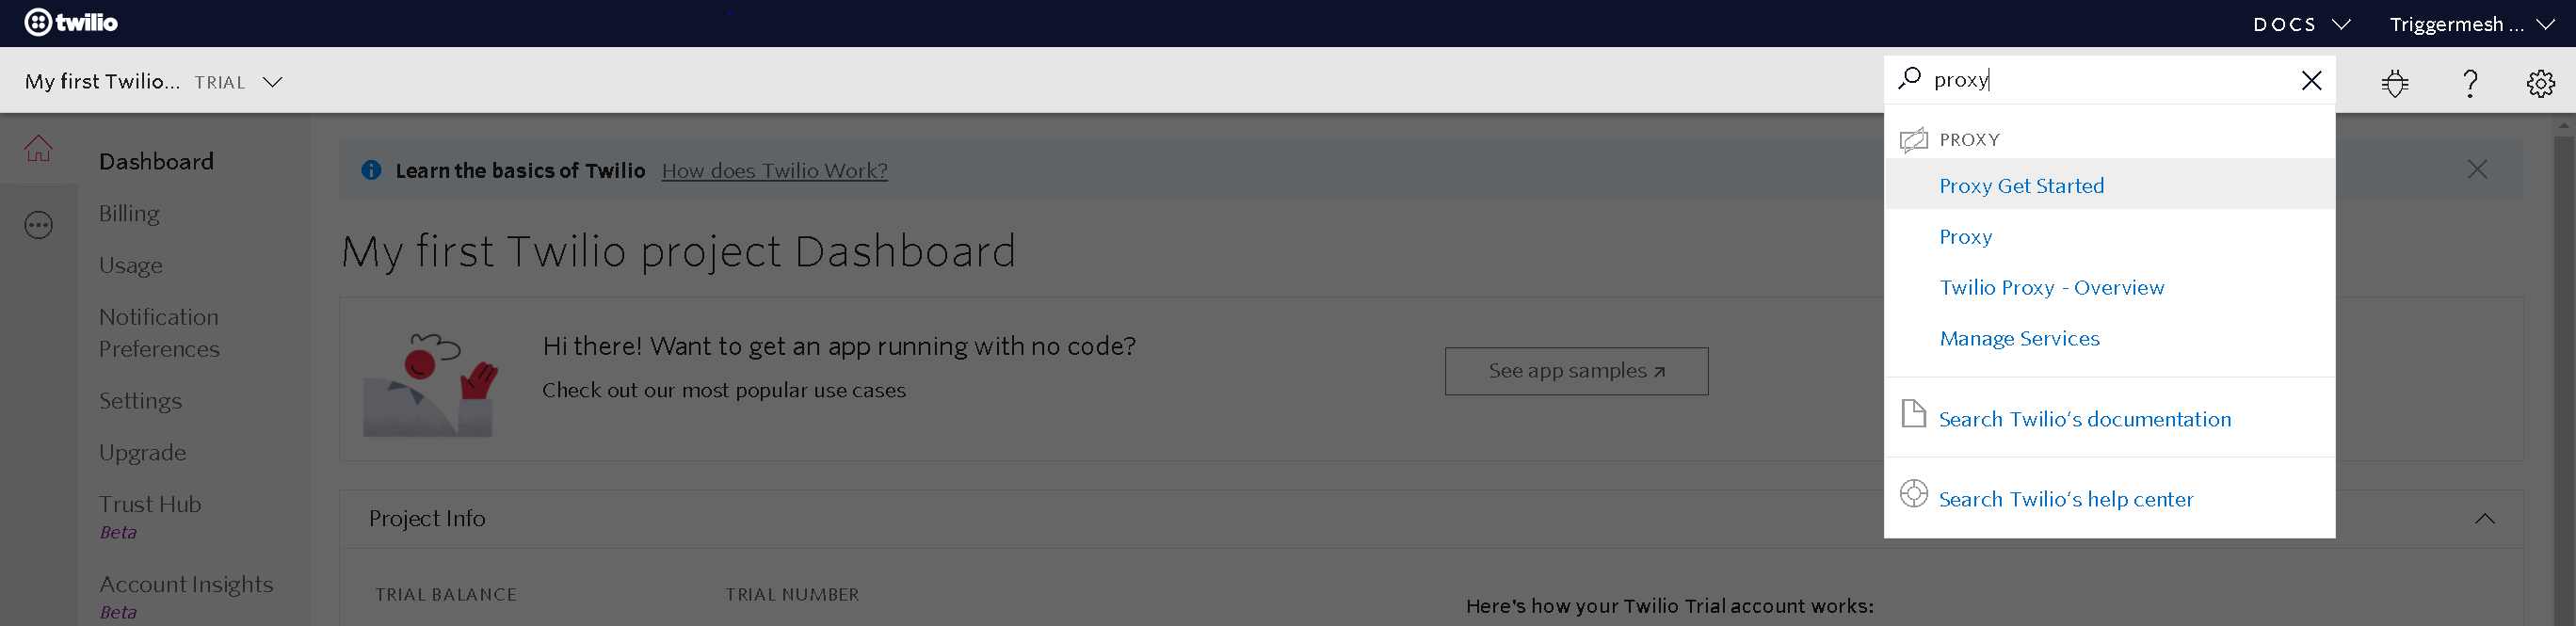 twilio
DOCS
Triggermesh ...
My first Twilio... TRIAL
proxy
PROXY
Proxy Get Started
Proxy
Twilio Proxy - Overview
Manage Services
Search Twilio's documentation
Search Twilio's help center
Dashboard
Billing
Usage
Notification
Preferences
Settings
Upgrade
Trust Hub
Beta
Account Insights
Beta
Learn the basics of Twilio How does Twilio Work?
My first Twilio project Dashboard
Hi there! Want to get an app running with no code?
Check out our most popular use cases
See app samples ↗
Project Info
TRIAL BALANCE
TRIAL NUMBER
Here's how your Twilio Trial account works: